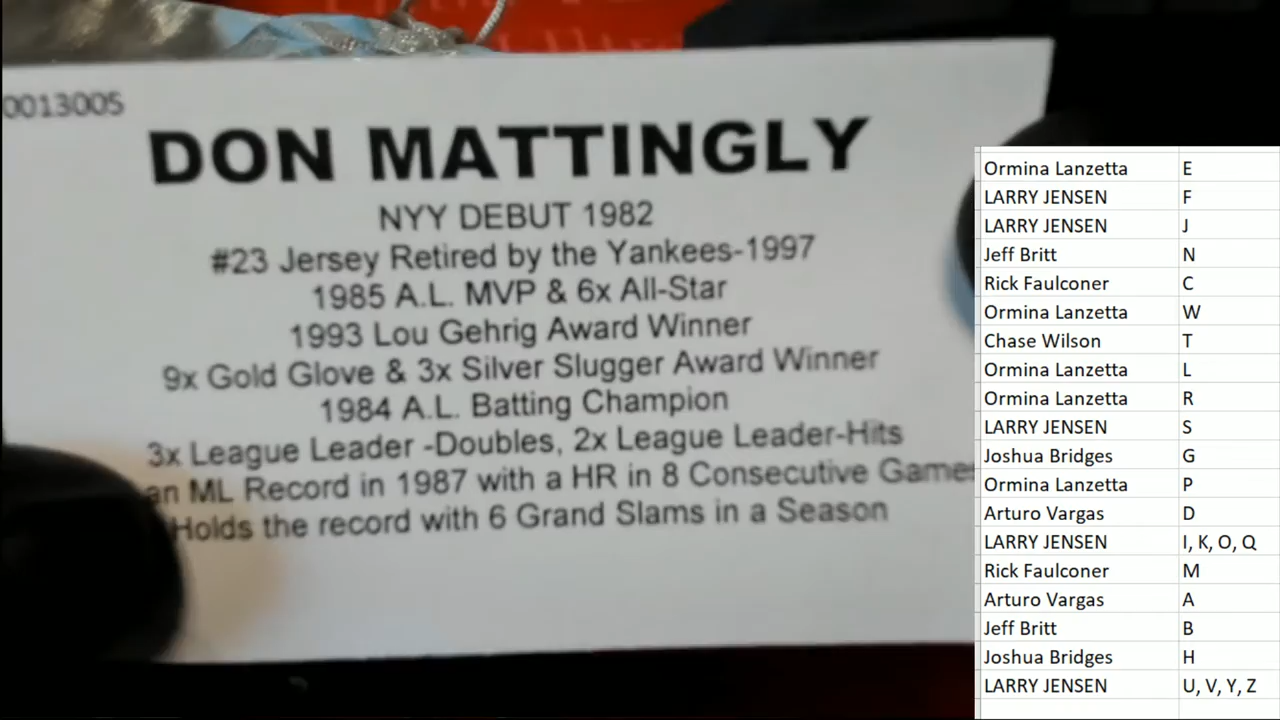 0013005
DON MATTINGLY
NYY DEBUT 1982
#23 Jersey Retired by the Yankees-1997
1985 A.L. MVP & 6x All-Star
1993 Lou Gehrig Award Winner
9x Gold Glove & 3x Silver Slugger Award Winner
1984 A.L. Batting Champion
3x League Leader -Doubles, 2x League Leader-Hits
an ML Record in 1987 with a HR in 8 Consecutive Games
Holds the record with 6 Grand Slams in a Season
Ormina Lanzetta E
LARRY JENSEN F
LARRY JENSEN J
Jeff Britt N
Rick Faulconer C
Ormina Lanzetta W
Chase Wilson T
Ormina Lanzetta L
Ormina Lanzetta R
LARRY JENSEN S
Joshua Bridges G
Ormina Lanzetta P
Arturo Vargas D
LARRY JENSEN I, K, O, Q
Rick Faulconer M
Arturo Vargas A
Jeff Britt B
Joshua Bridges H
LARRY JENSEN U, V, Y, Z